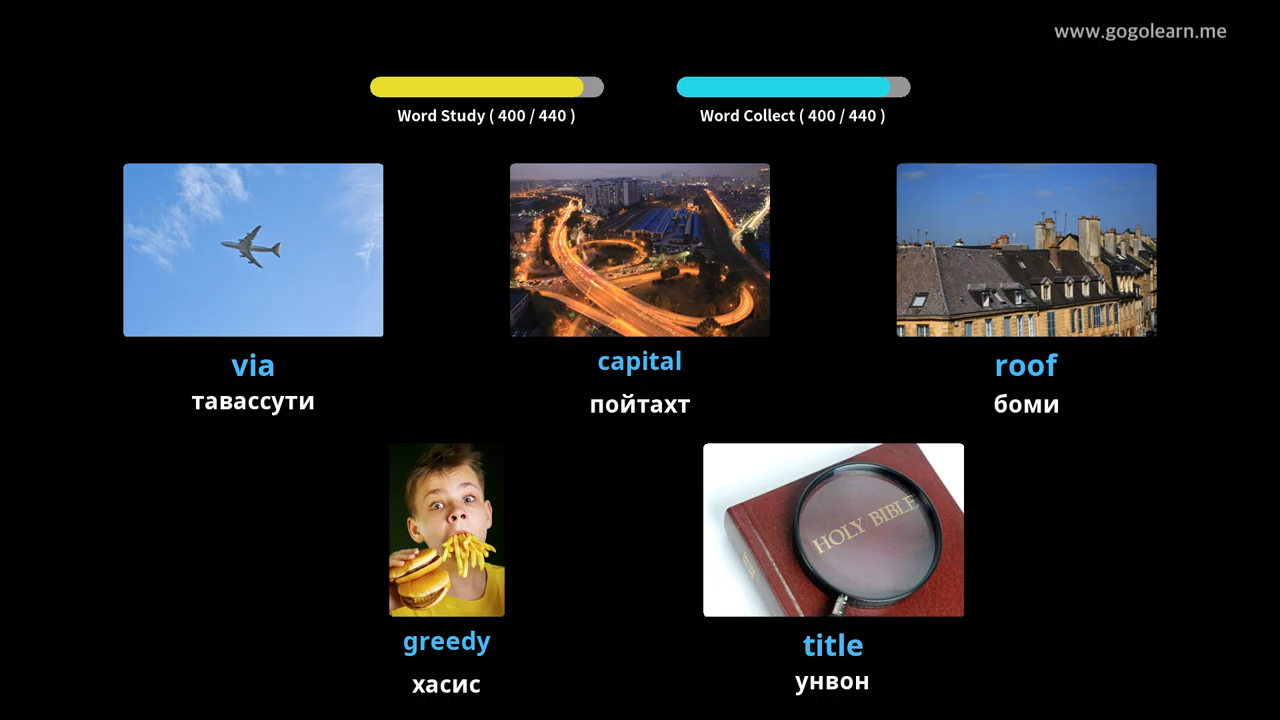 www.gogolearn.me
Word Study ( 400 / 440 )
Word Collect ( 400 / 440 )
via
тавассути
capital
пойтахт
roof
боми
HOLY BIBLE
greedy
хасис
title
унвон